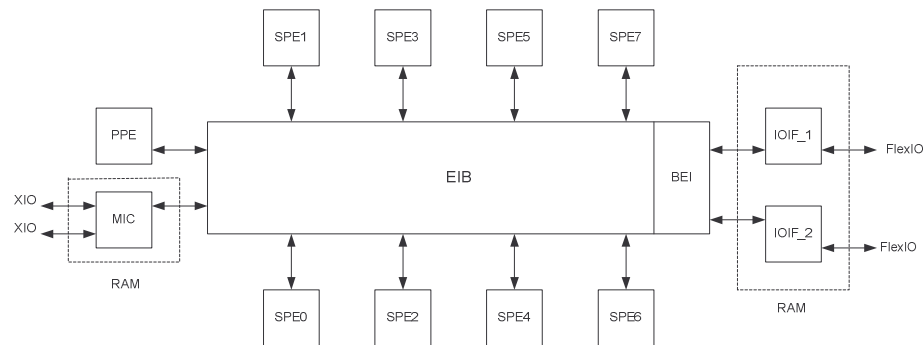 SPE1
SPE3
SPE5
SPE7
PPE
IOIF_1
FlexIO
EIB
BEI
XIO
MIC
XIO
IOIF_2
FlexIO
RAM
RAM
SPE0
SPE2
SPE4
SPE6